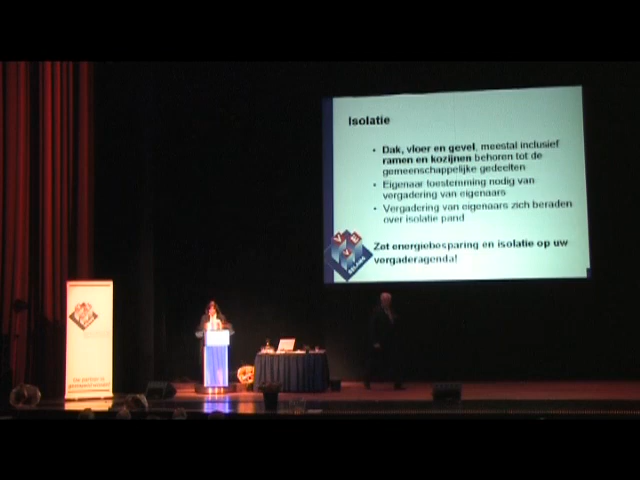 Isolatie
• Dak, vloer en gevel, meestal inclusief
ramen en kozijnen behoren tot de
gemeenschappelijke gedeelten
• Eigenaar toestemming nodig van
vergadering van eigenaars
• Vergadering van eigenaars zich beraden
over isolatie pand
Zet energiebesparing en isolatie op uw
vergaderagenda!
V
V
E
BELANG